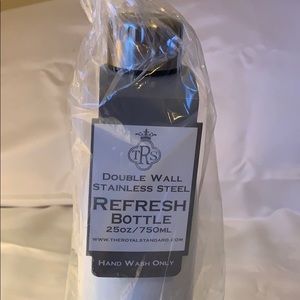 TRS
Double Wall
Stainless Steel
Refresh
Bottle
25oz/750ml
www.theroyalstandard.com
Hand Wash Only